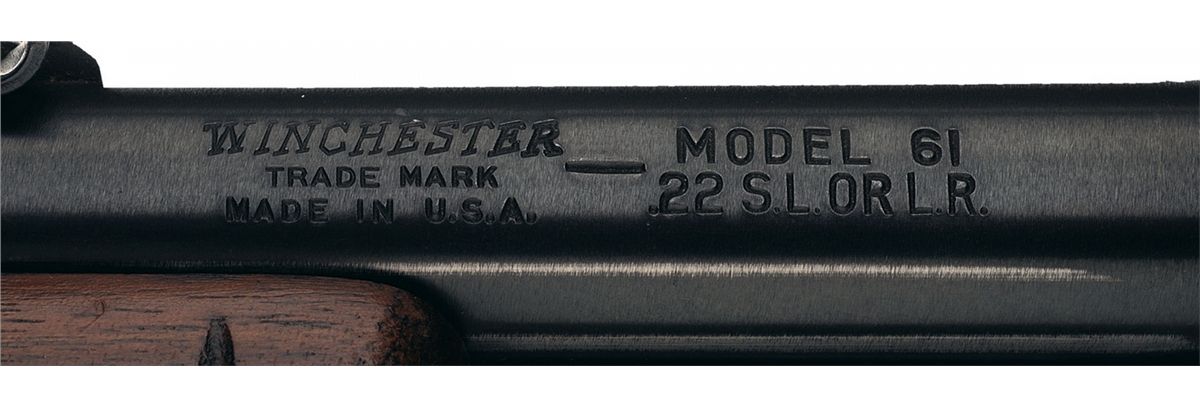 WINCHESTER
TRADE MARK
MADE IN U.S.A.
—
MODEL 61
.22 S.L. OR L.R.